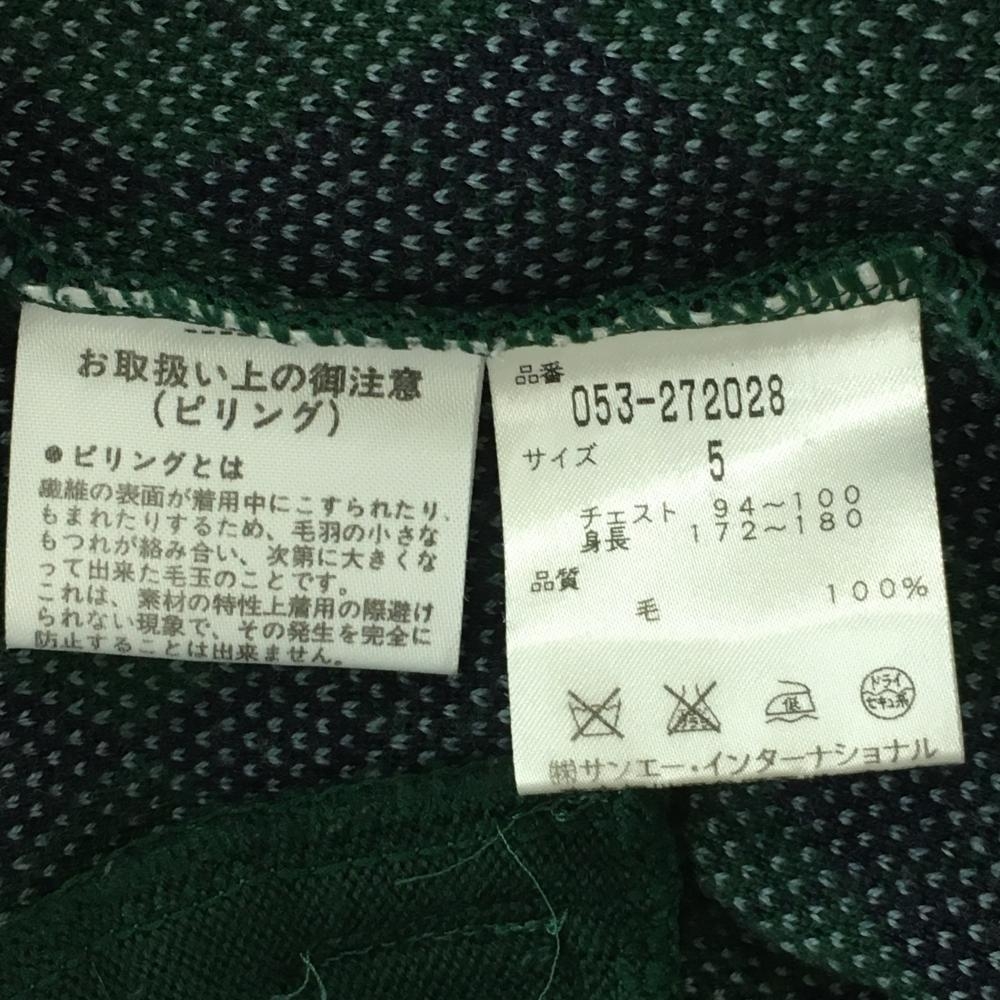 お取扱い上の御注意
(ピリング)
●ピリングとは
繊維の表面が着用中にこすられたり、
もまれたりするため、毛羽の小さな
もつれが絡み合い、次第に大きくな
って出来た毛玉のことです。
これは、素材の特性上着用の際避け
られない現象で、その発生を完全に
防止することは出来ません。
品番
053-272028
サイズ 5
チェスト 94〜100
身長 172〜180
品質
毛 100%
エンソ
サラシ
低
ドライ
セキユ系
㈱サンエー・インターナショナル